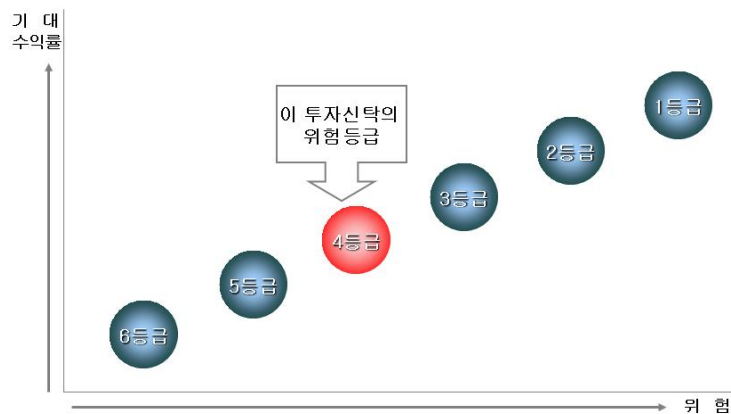 기 대
수익률
이 투자신탁의
위험등급
1등급
2등급
3등급
4등급
5등급
6등급
위 험